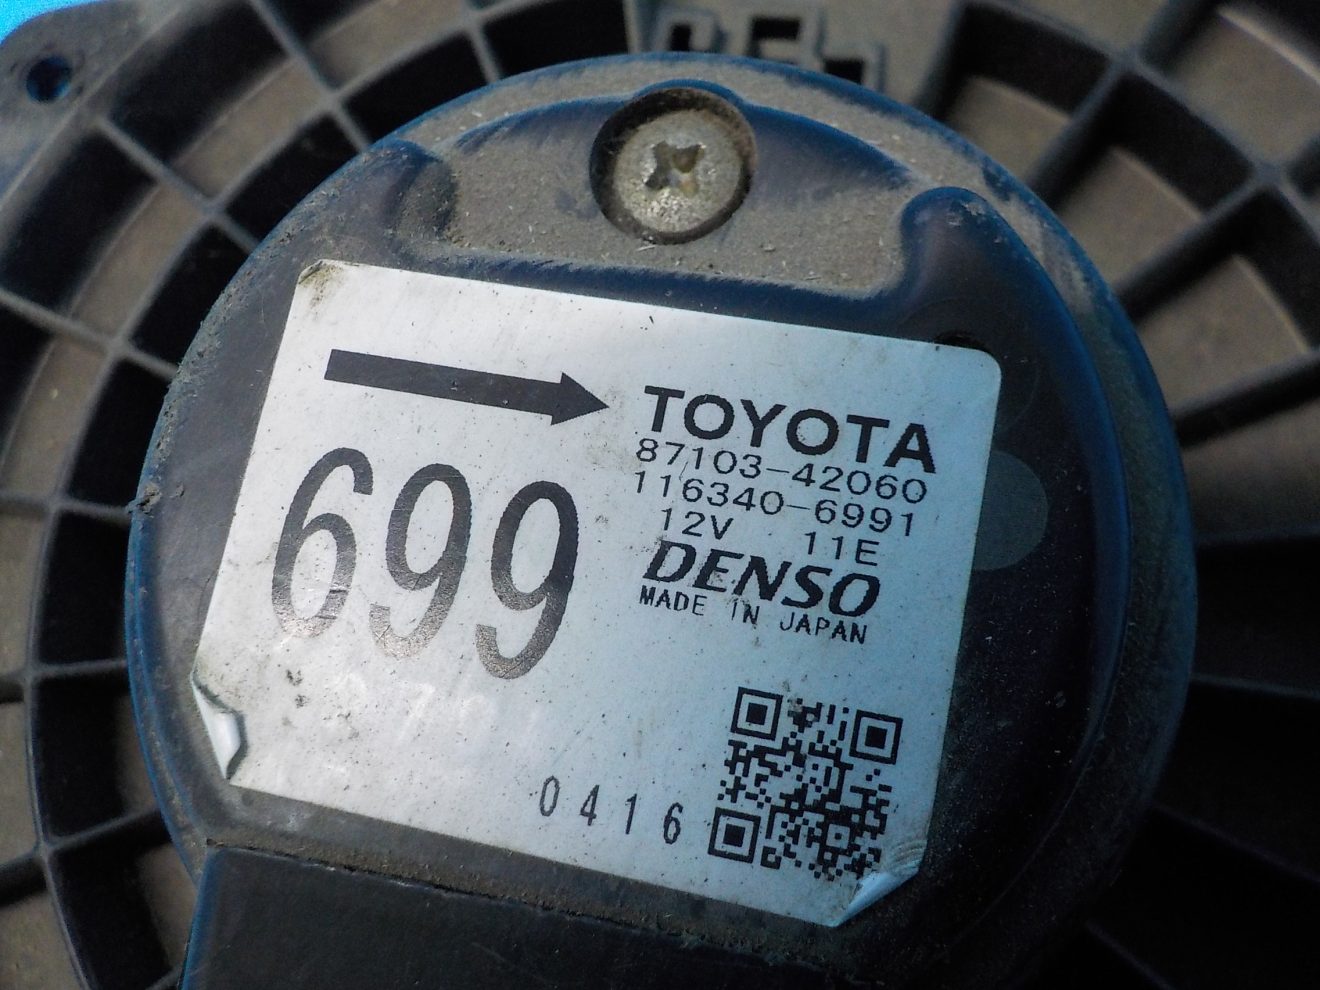 TOYOTA
87103-42060
116340-6991
12V 11E
DENSO
MADE IN JAPAN
699
0416